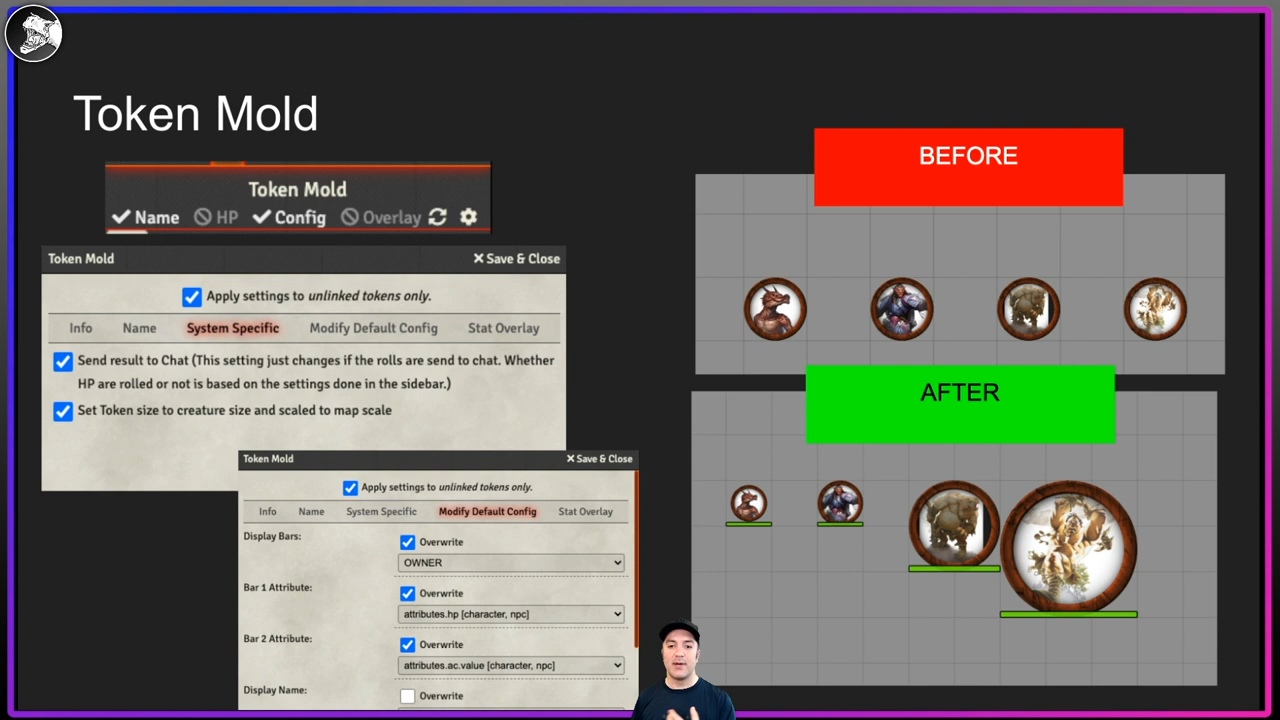 Token Mold
Token Mold
Name HP Config Overlay
Token Mold Save & Close
Apply settings to unlinked tokens only.
Info Name System Specific Modify Default Config Stat Overlay
Send result to Chat (This setting just changes if the rolls are send to chat. Whether
HP are rolled or not is based on the settings done in the sidebar.)
Set Token size to creature size and scaled to map scale
Token Mold Save & Close
Apply settings to unlinked tokens only.
Info Name System Specific Modify Default Config Stat Overlay
Display Bars: Overwrite
OWNER
Bar 1 Attribute: Overwrite
attributes.hp [character, npc]
Bar 2 Attribute: Overwrite
attributes.ac.value [character, npc]
Display Name: Overwrite
BEFORE
AFTER